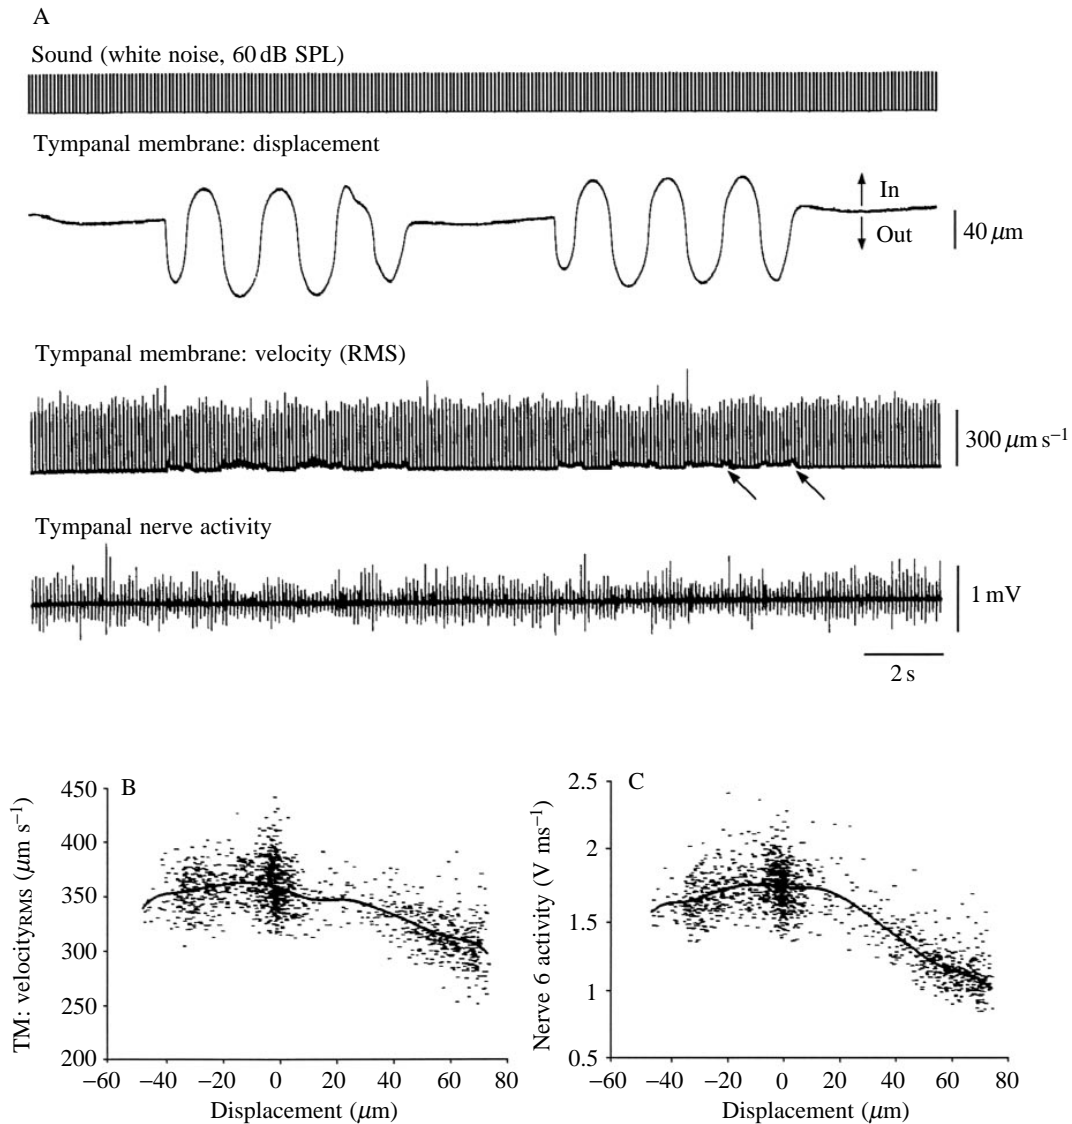 A
Sound (white noise, 60 dB SPL)
Tympanal membrane: displacement
In
Out
40 μm
Tympanal membrane: velocity (RMS)
300 μm s⁻¹
Tympanal nerve activity
1 mV
2 s
B
TM: velocityRMS (μm s⁻¹)
450
400
350
300
250
200
−60 −40 −20 0 20 40 60 80
Displacement (μm)
C
Nerve 6 activity (V ms⁻¹)
2.5
2
1.5
1
0.5
−60 −40 −20 0 20 40 60 80
Displacement (μm)